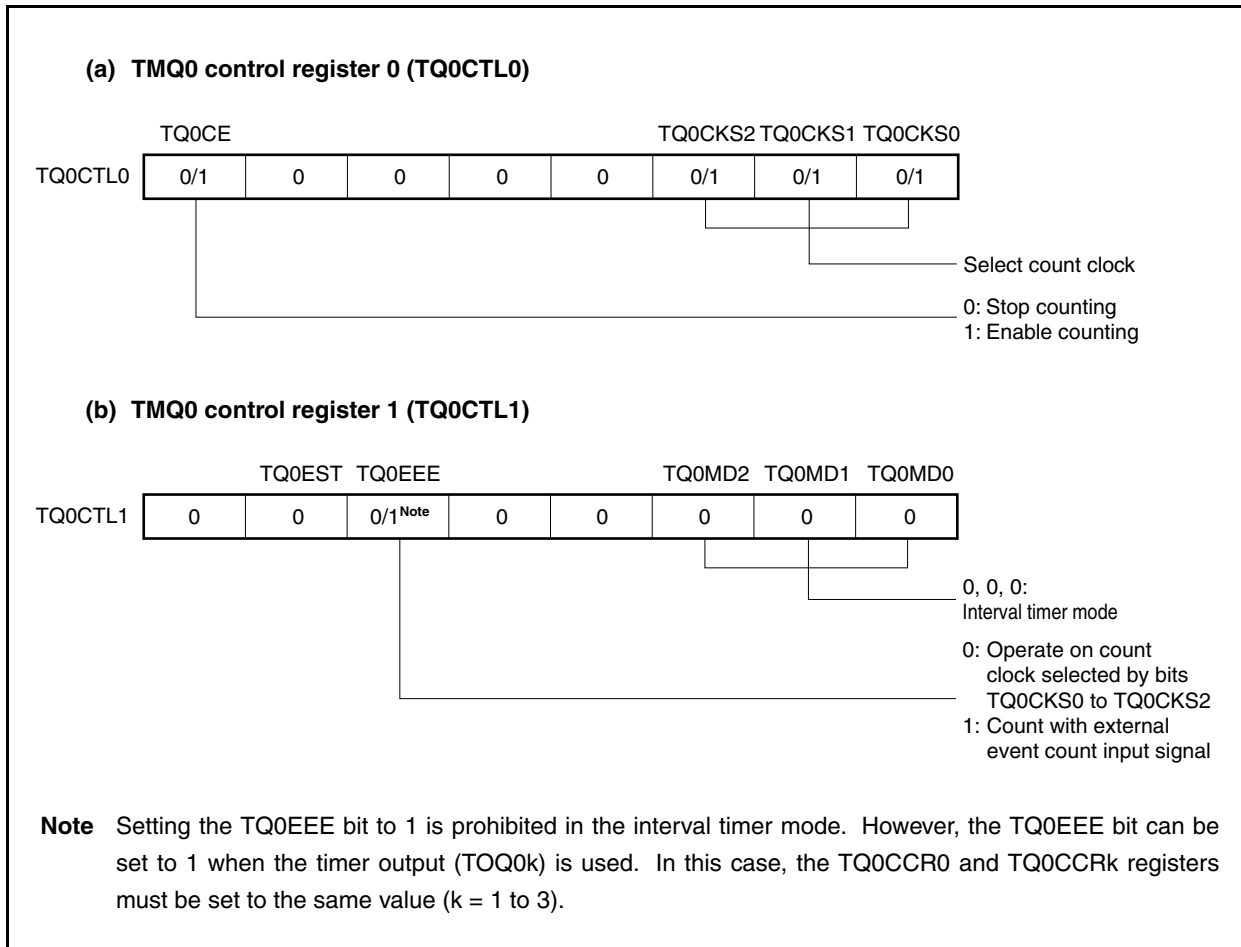 (a) TMQ0 control register 0 (TQ0CTL0)
TQ0CE TQ0CKS2 TQ0CKS1 TQ0CKS0
TQ0CTL0 0/1 0 0 0 0 0/1 0/1 0/1
Select count clock
0: Stop counting
1: Enable counting
(b) TMQ0 control register 1 (TQ0CTL1)
TQ0EST TQ0EEE TQ0MD2 TQ0MD1 TQ0MD0
TQ0CTL1 0 0 0/1Note 0 0 0 0 0
0, 0, 0:
Interval timer mode
0: Operate on count
clock selected by bits
TQ0CKS0 to TQ0CKS2
1: Count with external
event count input signal
Note Setting the TQ0EEE bit to 1 is prohibited in the interval timer mode. However, the TQ0EEE bit can be
set to 1 when the timer output (TOQ0k) is used. In this case, the TQ0CCR0 and TQ0CCRk registers
must be set to the same value (k = 1 to 3).